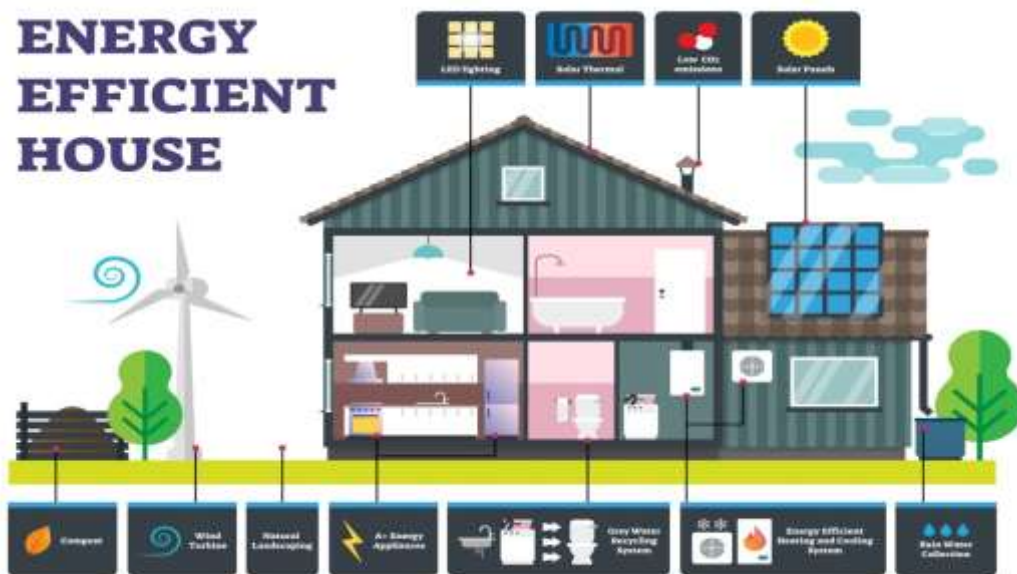 ENERGY
EFFICIENT
HOUSE
LED lighting
Solar Thermal
Low CO2
emissions
Solar Panels
Compost
Wind
Turbine
Natural
Landscaping
A+ Energy
Appliances
Grey Water
Recycling
System
Energy Efficient
Heating and Cooling
System
Rain Water
Collection